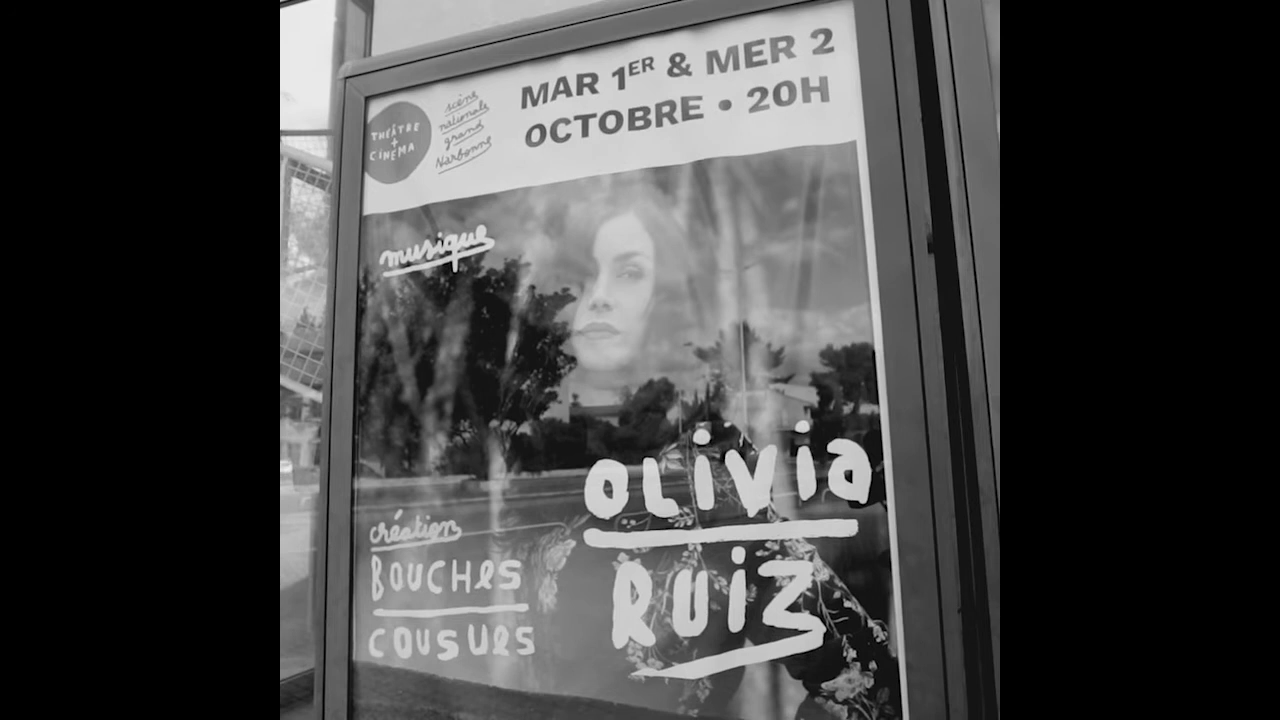 MAR 1ER & MER 2
OCTOBRE • 20H
THÉÂTRE
+
CINÉMA
scène
nationale
grand
Narbonne
musique
OLIVIA
RUIZ
création
BOUCHES
COUSUES